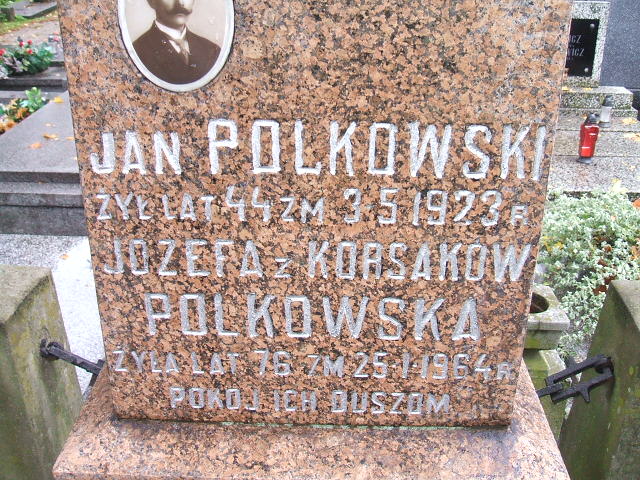 JAN POLKOWSKI
ŻYŁ LAT 44 ZM 3-5 1923 R.
JÓZEFA z KORSAKÓW
POLKOWSKA
ŻYŁA LAT 76 ZM 25-1-1964 R.
POKÓJ ICH DUSZOM